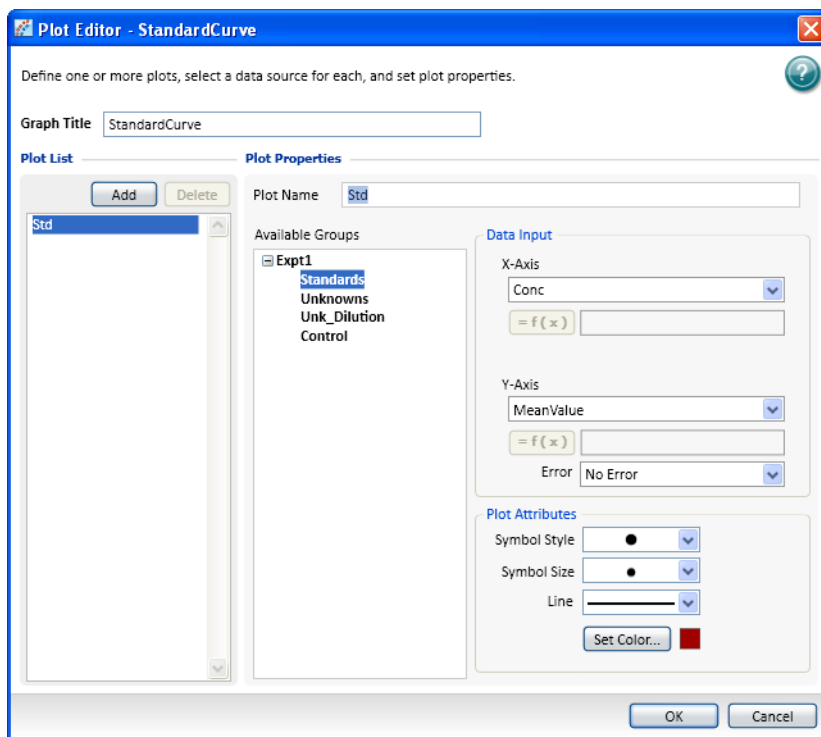 Plot Editor - StandardCurve
Define one or more plots, select a data source for each, and set plot properties.
?
Graph Title StandardCurve
Plot List
Add Delete
Std
Plot Properties
Plot Name Std
Available Groups
Expt1
Standards
Unknowns
Unk_Dilution
Control
Data Input
X-Axis
Conc
=f(x)
Y-Axis
MeanValue
=f(x)
Error No Error
Plot Attributes
Symbol Style
Symbol Size
Line
Set Color...
OK Cancel